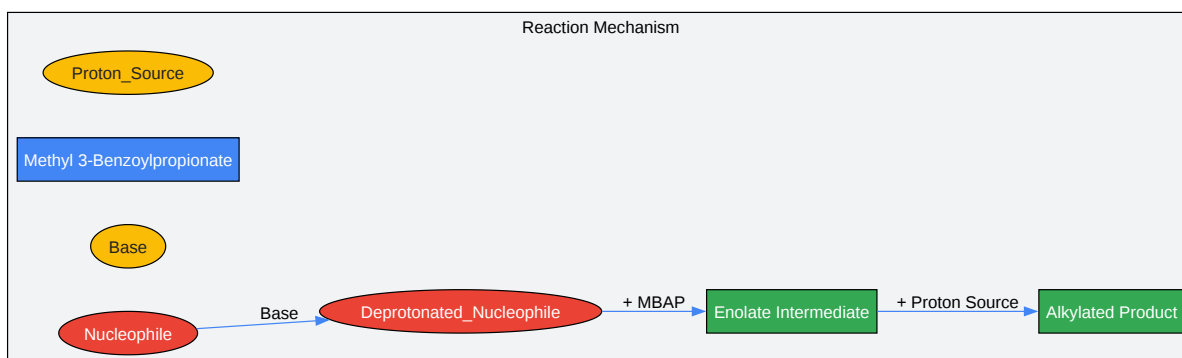 Reaction Mechanism
Proton_Source
Methyl 3-Benzoylpropionate
Base
Nucleophile
Base
Deprotonated_Nucleophile
+ MBAP
Enolate Intermediate
+ Proton Source
Alkylated Product